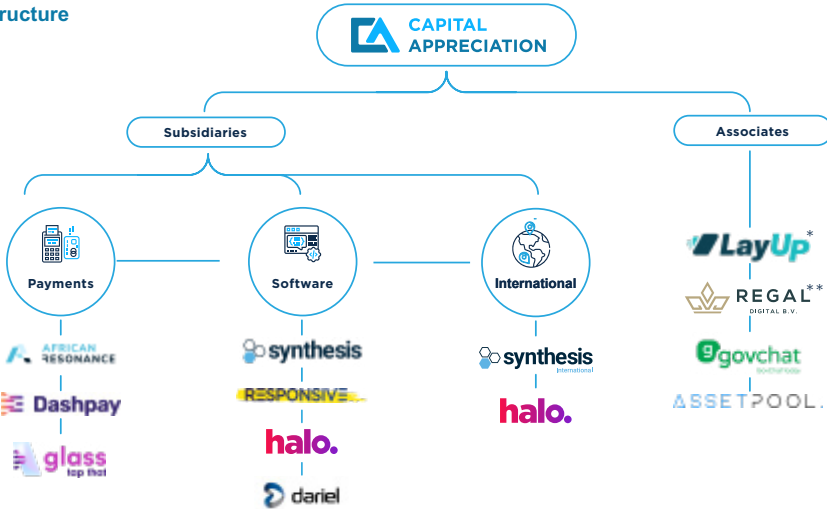 ructure
CAPITAL
APPRECIATION
Subsidiaries
Associates
Payments
Software
International
LayUp*
REGAL**
DIGITAL B.V.
AFRICAN
RESONANCE
synthesis
synthesis
International
govchat
Dashpay
RESPONSIVE
halo.
ASSETPOOL.
glass
tap that
halo.
dariel